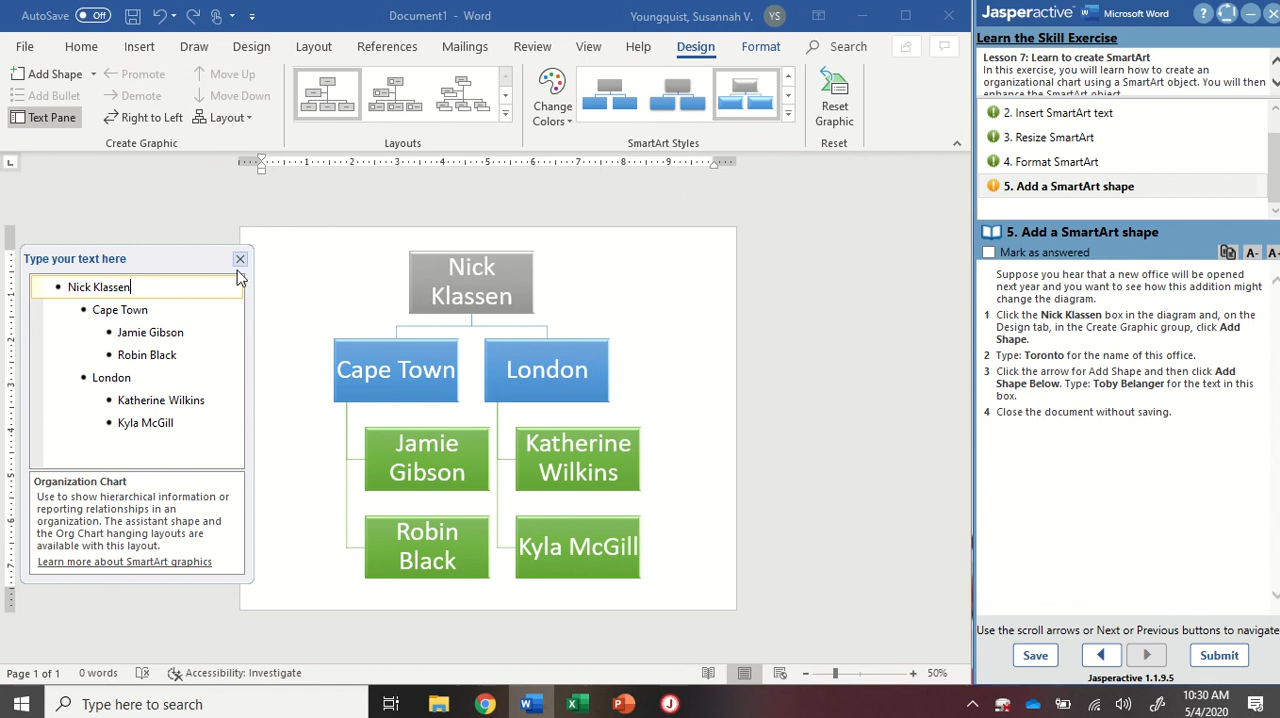 AutoSave Off
Document1 - Word
Youngquist, Susannah V. YS
File Home Insert Draw Design Layout References Mailings Review View Help Design Format Search
Add Shape Promote Move Up
Add Bullet Demote Move Down
Text Pane Right to Left Layout
Create Graphic
Layouts
Change
Colors
SmartArt Styles
Reset
Graphic
Reset
L
1 2 3 4 5 6 7 8 9
Type your text here
Nick Klassen
Cape Town
Jamie Gibson
Robin Black
London
Katherine Wilkins
Kyla McGill
Organization Chart
Use to show hierarchical information or
reporting relationships in an
organization. The assistant shape and
the Org Chart hanging layouts are
available with this layout.
Learn more about SmartArt graphics
Nick
Klassen
Cape Town
London
Jamie
Gibson
Katherine
Wilkins
Robin
Black
Kyla McGill
Page 1 of 1 0 words Accessibility: Investigate
50%
Jasperactive Microsoft Word
Learn the Skill Exercise
Lesson 7: Learn to create SmartArt
In this exercise, you will learn how to create an
organizational chart using a SmartArt object. You will then
enhance the SmartArt object.
2. Insert SmartArt text
3. Resize SmartArt
4. Format SmartArt
5. Add a SmartArt shape
5. Add a SmartArt shape
Mark as answered
A- A+
Suppose you hear that a new office will be opened
next year and you want to see how this addition might
change the diagram.
1 Click the Nick Klassen box in the diagram and, on the
Design tab, in the Create Graphic group, click Add
Shape.
2 Type: Toronto for the name of this office.
3 Click the arrow for Add Shape and then click Add
Shape Below. Type: Toby Belanger for the text in this
box.
4 Close the document without saving.
Use the scroll arrows or Next or Previous buttons to navigate
Save Submit
Jasperactive 1.1.9.5
Type here to search
10:30 AM
5/4/2020